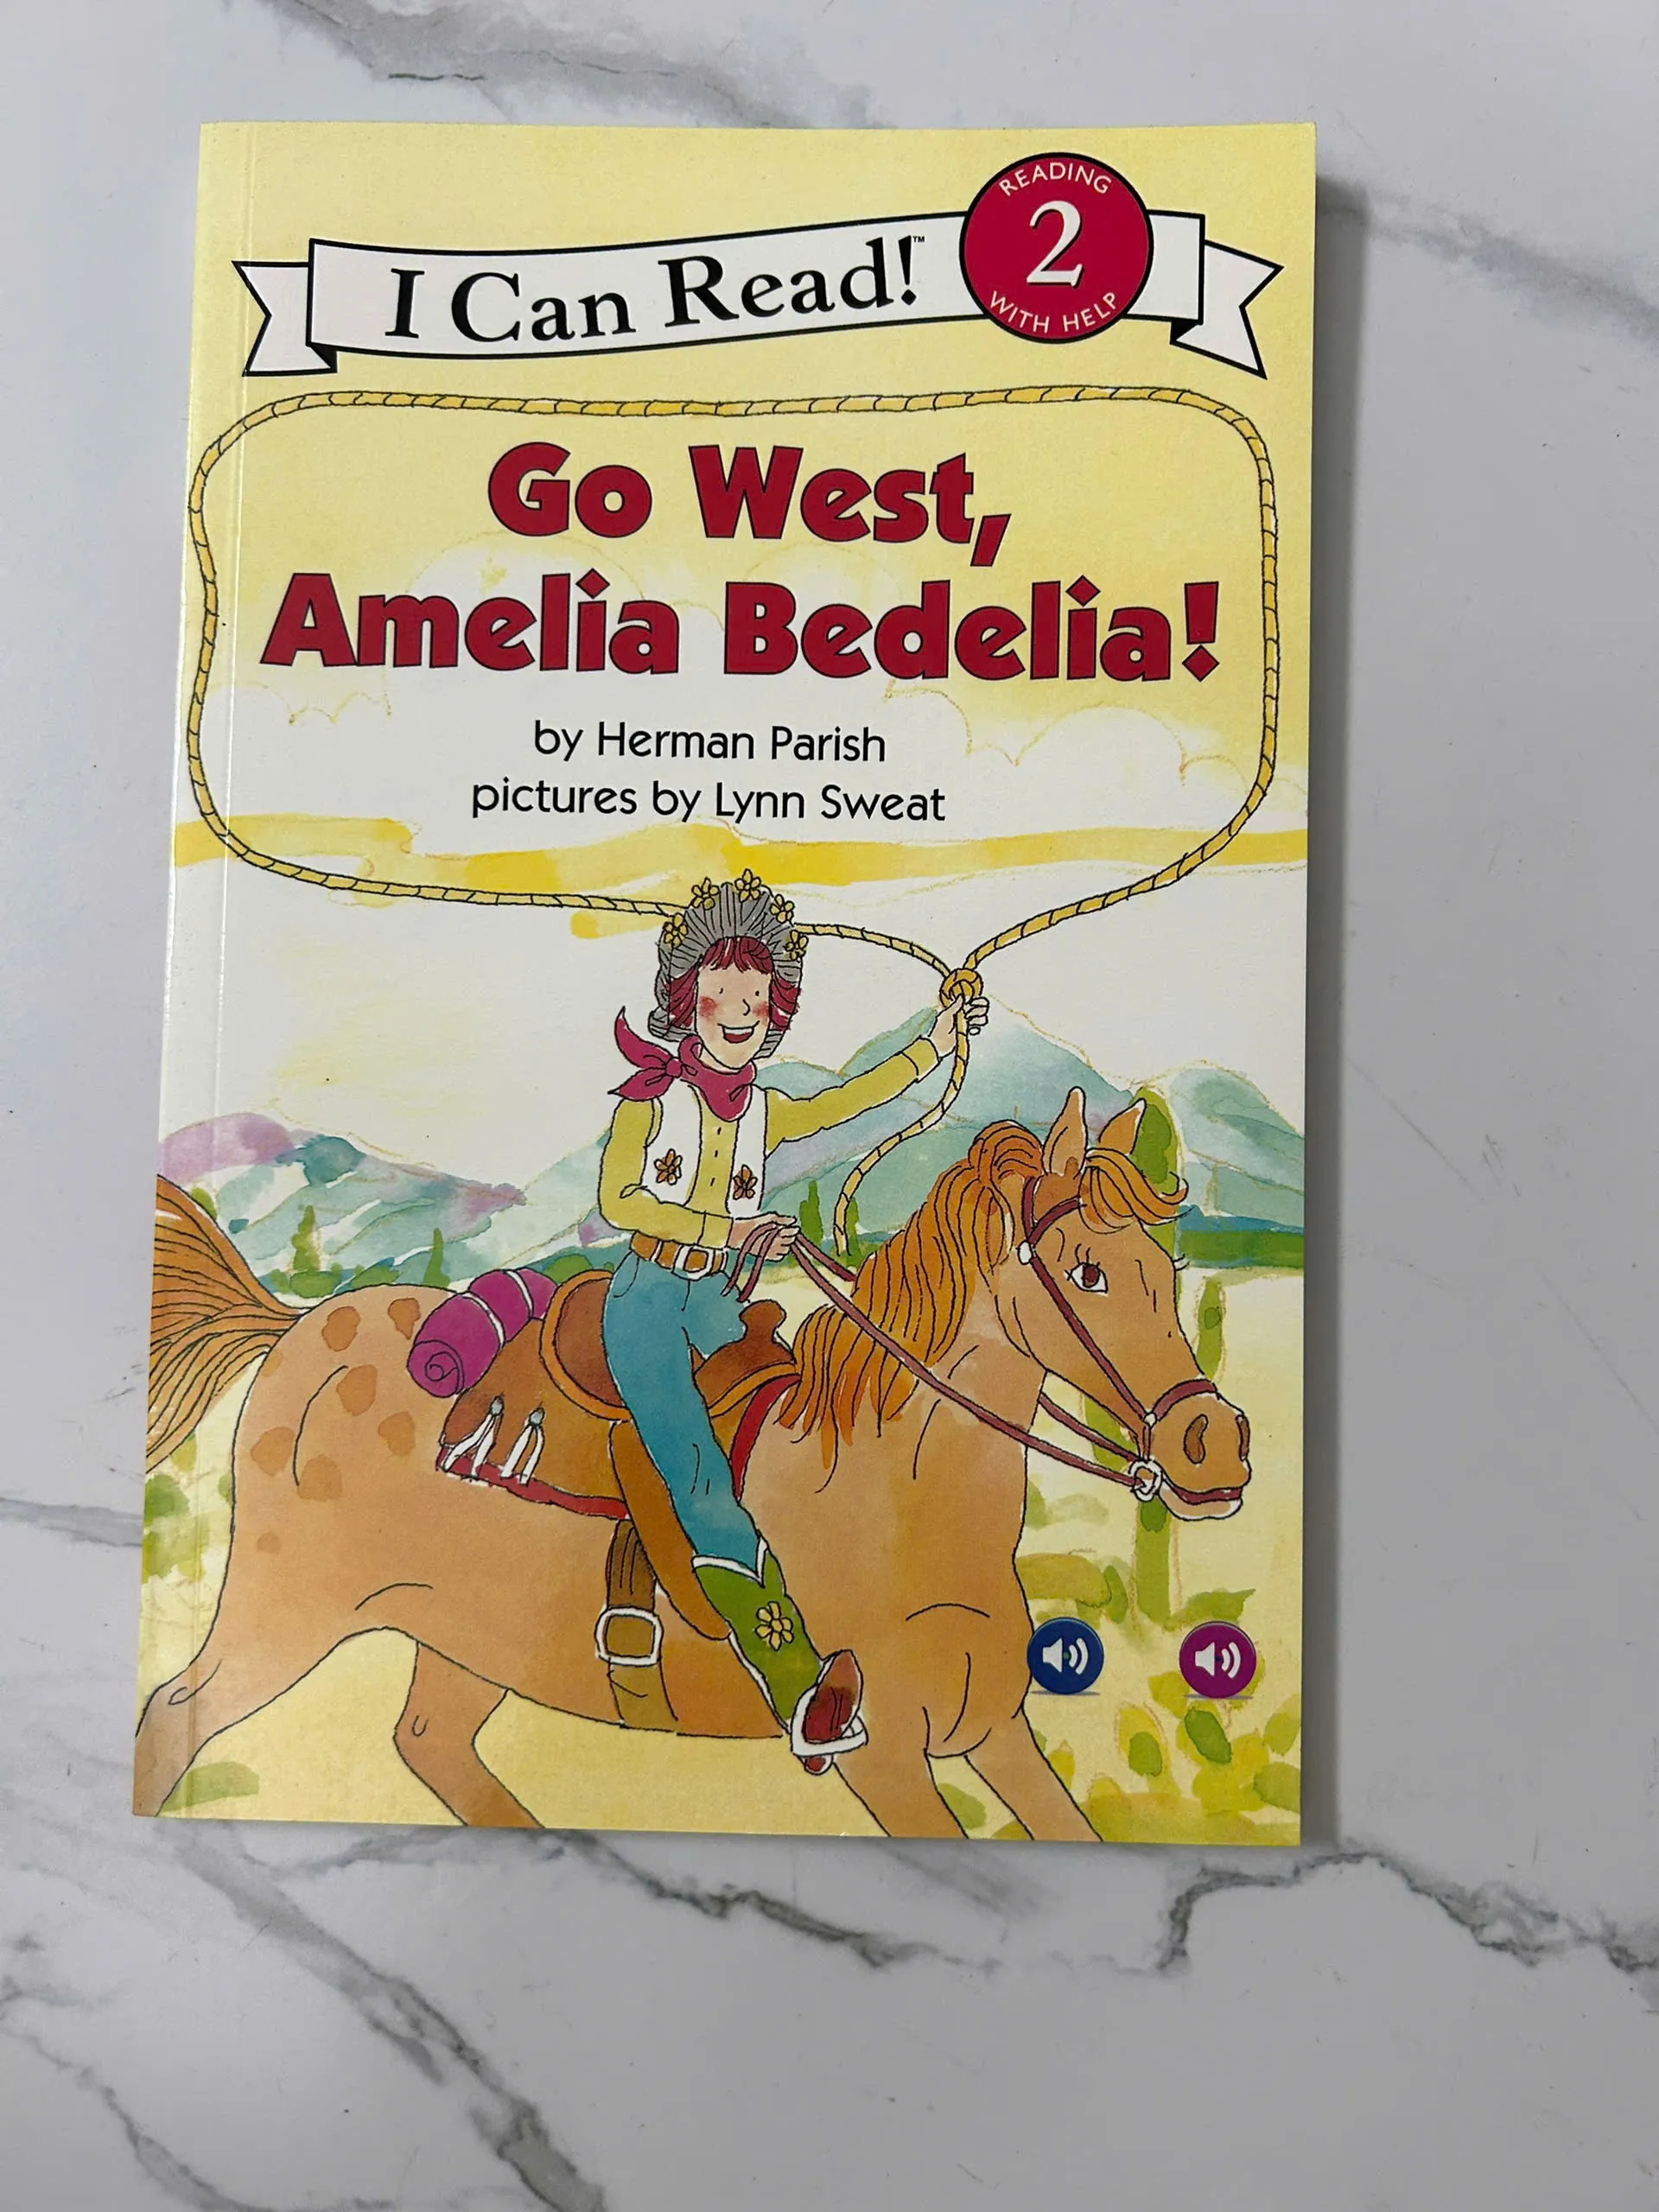 I Can Read!™
READING
2
WITH HELP
Go West,
Amelia Bedelia!
by Herman Parish
pictures by Lynn Sweat